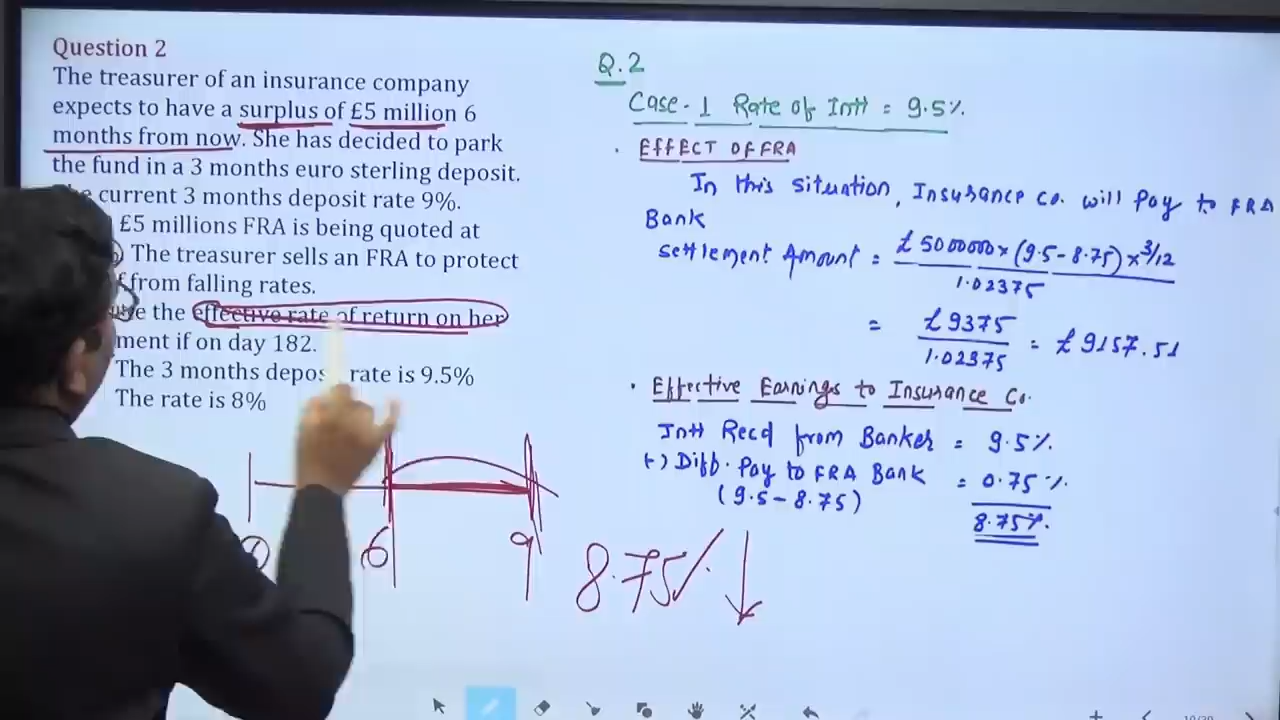 Question 2
The treasurer of an insurance company
expects to have a surplus of £5 million 6
months from now. She has decided to park
the fund in a 3 months euro sterling deposit.
current 3 months deposit rate 9%.
£5 millions FRA is being quoted at
The treasurer sells an FRA to protect
from falling rates.
the effective rate of return on her
ment if on day 182.
The 3 months depos rate is 9.5%
The rate is 8%
6
9
8.75%
Q.2
Case-1 Rate of Intt = 9.5%
EFFECT OF FRA
In this situation, Insurance co. will Pay to FRA
Bank
Settlement Amount = £5000000×(9.5-8.75)×3/12
1.02375
= £9375
1.02375
= £9157.51
Effective Earnings to Insurance Co.
Intt Recd from Banker = 9.5%
(-) Diff. Pay to FRA Bank = 0.75%
(9.5-8.75)
8.75%